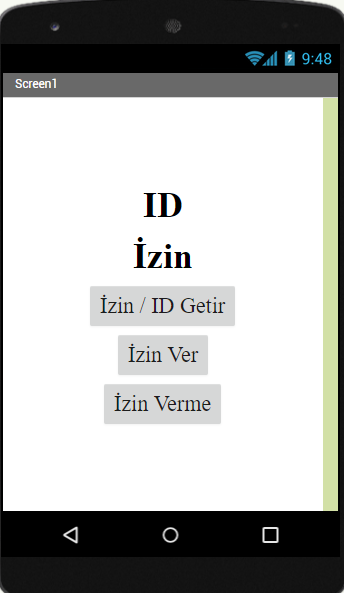 9:48
Screen1
ID
İzin
İzin / ID Getir
İzin Ver
İzin Verme